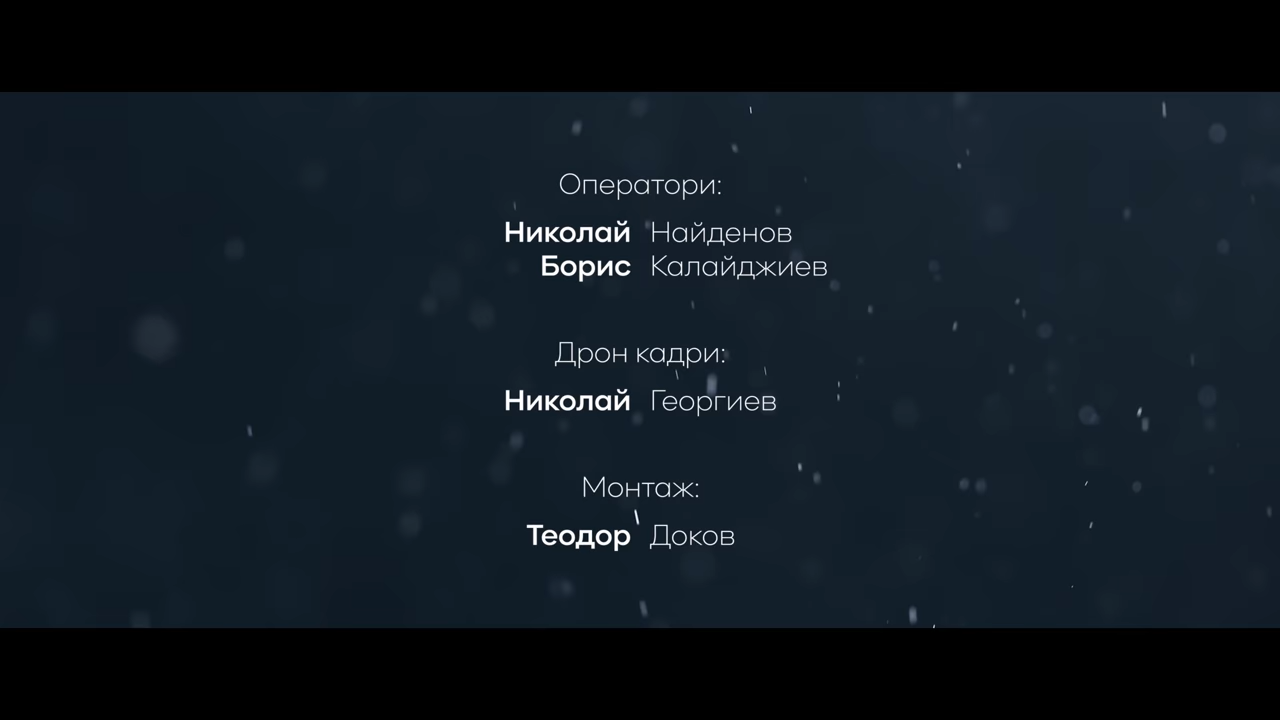 Оператори:
Николай Найденов
Борис Калайджиев
Дрон кадри:
Николай Георгиев
Монтаж:
Теодор Доков